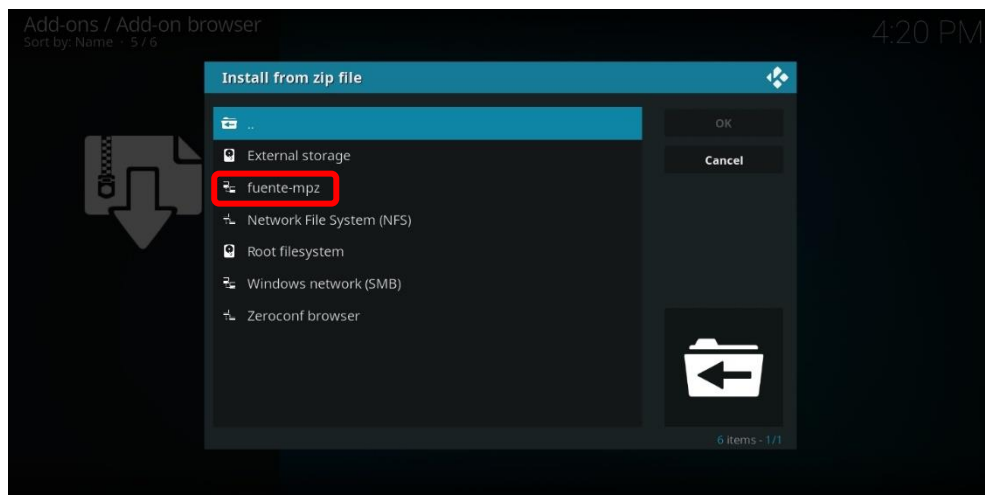 Add-ons / Add-on browser
Sort by: Name · 5 / 6
4:20 PM
Install from zip file
..
External storage
fuente-mpz
Network File System (NFS)
Root filesystem
Windows network (SMB)
Zeroconf browser
OK
Cancel
6 items - 1/1